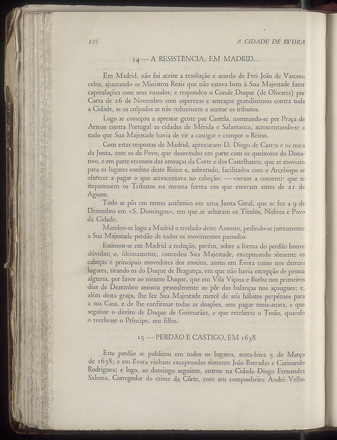 126 A CIDADE DE EVORA
14 — A RESISTÊNCIA, EM MADRID...
Em Madrid, não foi aceite a resolução e acordo de Frei João de Vasconcelos,
ajuntando os Ministros Reais que não estava bem à Sua Majestade fazer
capitulações com seus vassalos; e respondeu o Conde Duque (de Olivares) por
Carta de 26 de Novembro com asperezas e ameaças grandíssimas contra toda
a Cidade, se os culpados se não reduzissem a aceitar os tributos.
Logo se começou a aprestar gente por Castela, nomeando-se por Praça de
Armas contra Portugal as cidades de Mérida e Salamanca, apresentando-se a
tudo que Sua Majestade havia de vir a castigar e compor o Reino.
Com estas respostas de Madrid, apreciaram D. Diogo de Castro e os mais
da Junta, com os do Povo, que desavindos em parte com os queixosos do Donativo,
e em parte receosos das ameaças da Corte e dos Castelhanos, que se moviam
para os lugares confins deste Reino e, sobretudo, facilitados com o Arcebispo se
oferecer a pagar o que acrescentava no cabeção — vieram a consentir que se
impusessem os Tributos na mesma forma em que estavam antes de 21 de
Agosto.
Tudo se pôs em termo autêntico em uma Junta Geral, que se fez a 9 de
Dezembro em «S. Domingos», em que se acharam os Títulos, Nobres e Povo
da Cidade.
Mandou-se logo a Madrid o treslado deste Assento, pedindo-se juntamente
a Sua Majestade perdão de todos os movimentos passados.
Estimou-se em Madrid a redução, porém, sobre a forma do perdão houve
dúvidas; e, ültimamente, concedeu Sua Majestade, exceptuando sòmente os
cabeças e principais movedores dos motins, assim em Évora como nos demais
lugares, tirando os do Duque de Bragança, em que não havia excepção de pessoa
alguma, por favor ao mesmo Duque, que em Vila Viçosa e Borba nos primeiros
dias de Dezembro assistiu pessoalmente ao pôr das balanças nos açougues; e,
além desta graça, lhe fez Sua Majestade mercê de seis hábitos perpétuos para
a sua Casa, e de lhe confirmar todas as doações, sem pagar meia-anata, e que
seguisse o direito de Duque de Guimarães, e que recebesse o Tosão, quando
o recebesse o Príncipe, seu filho.
15 — PERDÃO E CASTIGO, EM 1638
Este perdão se publicou em todos os lugares, sexta-feira 5 de Março
de 1638; e em Évora vinham exceptuados sòmente João Barradas e Cizinando
Rodrigues; e logo, ao domingo seguinte, entrou na Cidade Diogo Fernandes
Salema, Corregedor do crime da Côrte, com seu companheiro André Velho